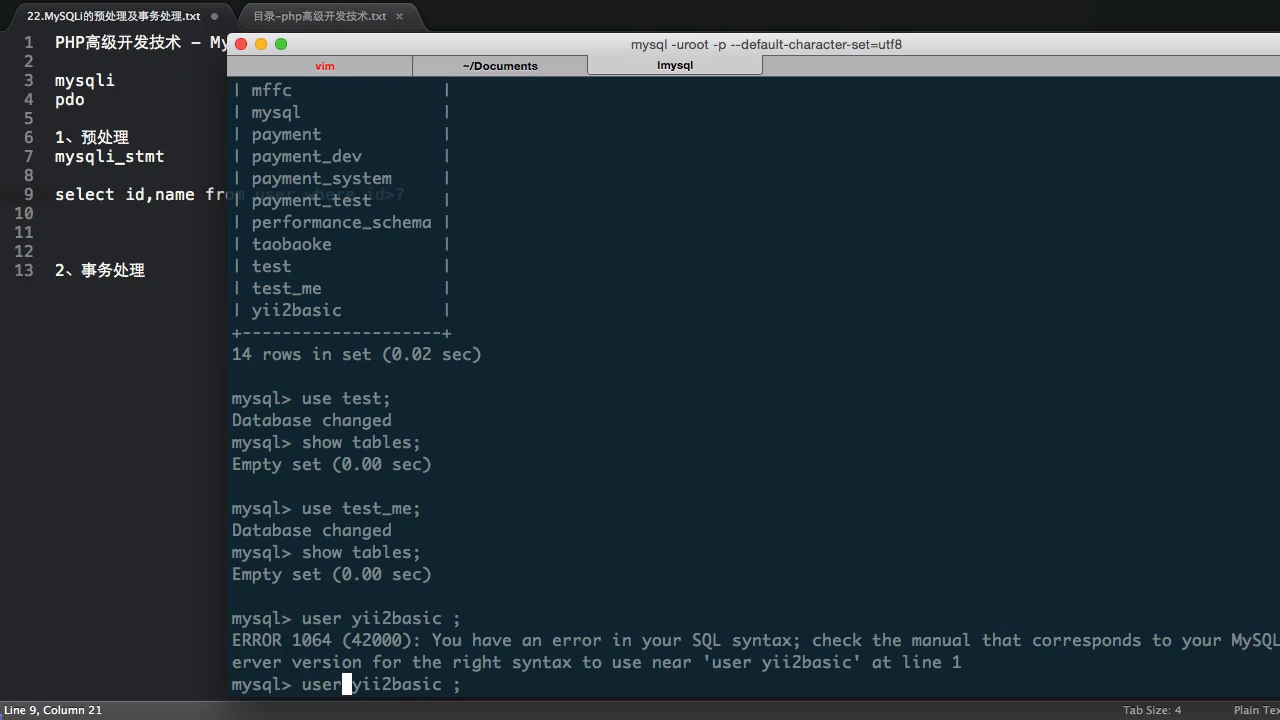 22.MySQLi的预处理及事务处理.txt
目录-php高级开发技术.txt ×
1 PHP高级开发技术 - My
2
3 mysqli
4 pdo
5
6 1、预处理
7 mysqli_stmt
8
9 select id,name from user where id>?
10
11
12
13 2、事务处理
mysql -uroot -p --default-character-set=utf8
vim
~/Documents
lmysql
| mffc |
| mysql |
| payment |
| payment_dev |
| payment_system |
| payment_test |
| performance_schema |
| taobaoke |
| test |
| test_me |
| yii2basic |
+---------------------+
14 rows in set (0.02 sec)
mysql> use test;
Database changed
mysql> show tables;
Empty set (0.00 sec)
mysql> use test_me;
Database changed
mysql> show tables;
Empty set (0.00 sec)
mysql> user yii2basic ;
ERROR 1064 (42000): You have an error in your SQL syntax; check the manual that corresponds to your MySQL
erver version for the right syntax to use near 'user yii2basic' at line 1
mysql> user yii2basic ;
Line 9, Column 21
Tab Size: 4
Plain Tex